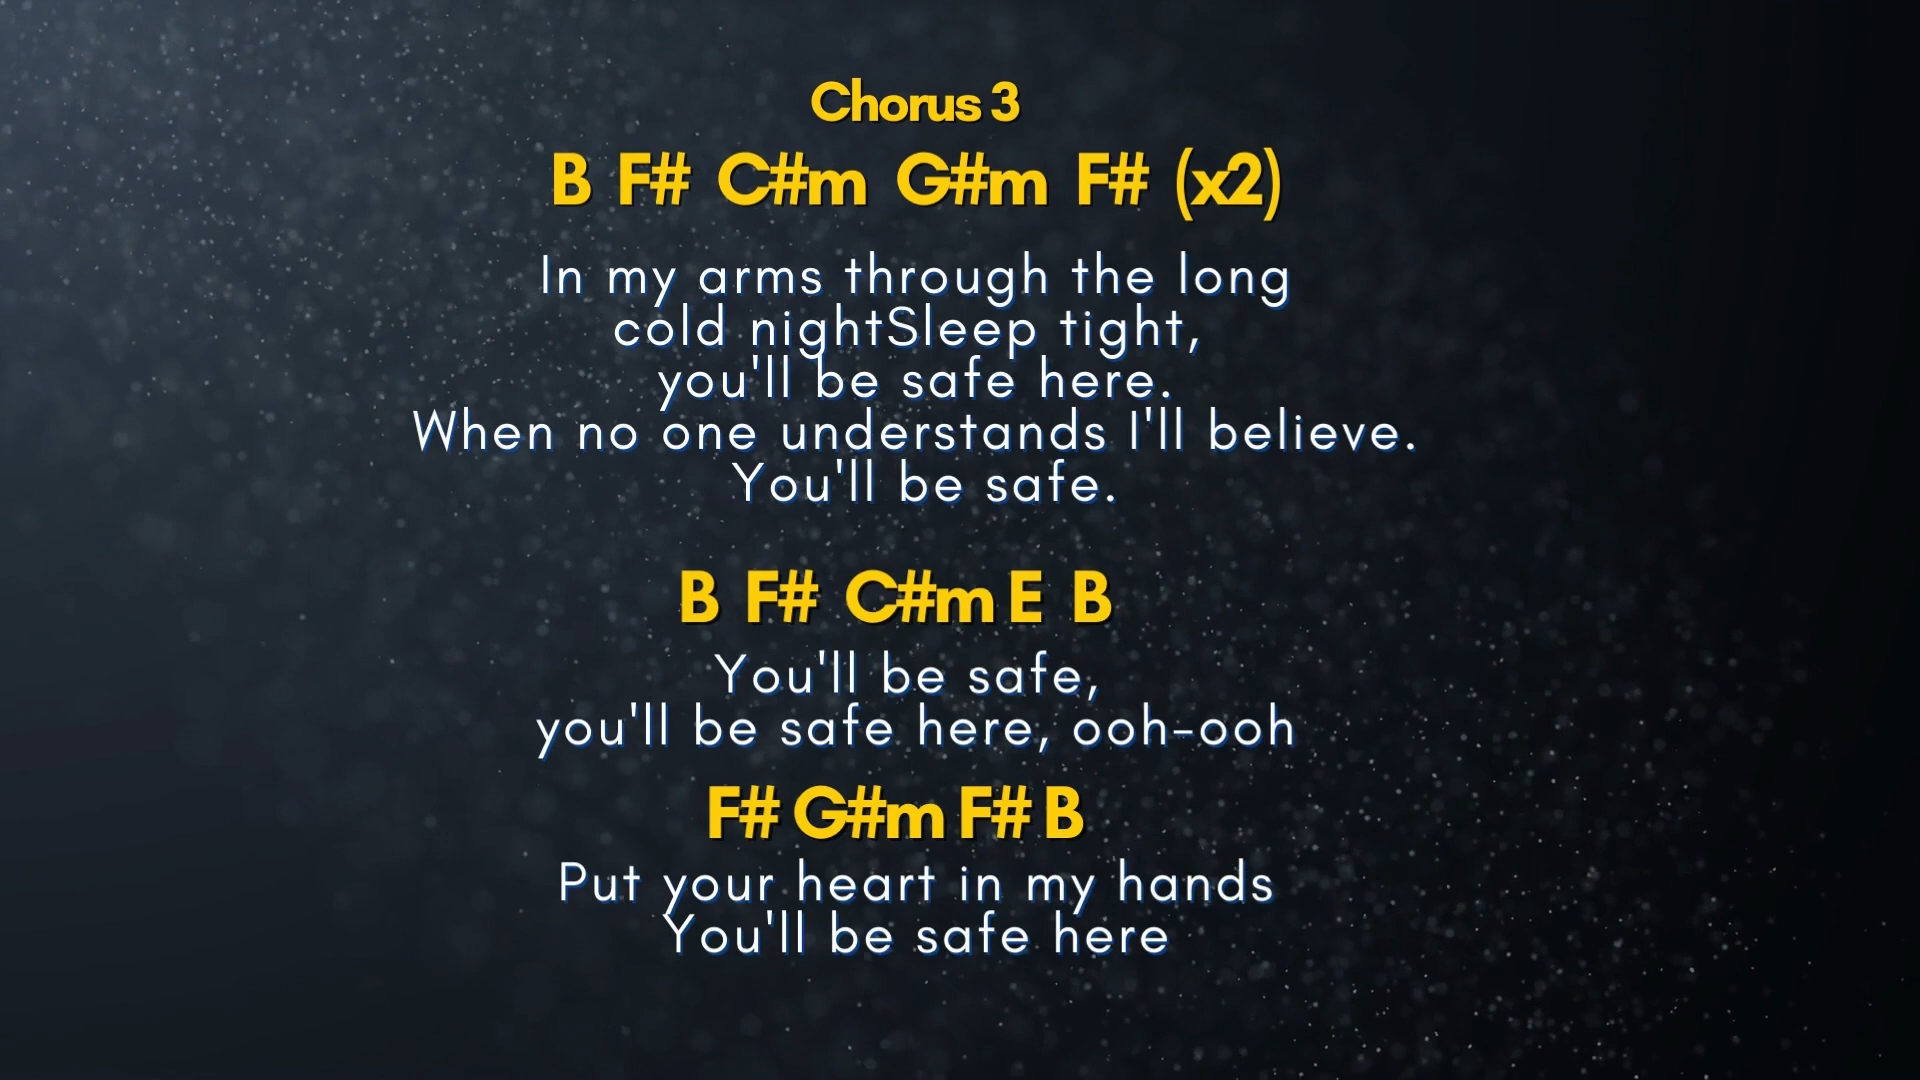 Chorus 3
B F# C#m G#m F# (x2)
In my arms through the long
cold nightSleep tight,
you'll be safe here.
When no one understands I'll believe.
You'll be safe.
B F# C#m E B
You'll be safe,
you'll be safe here, ooh-ooh
F# G#m F# B
Put your heart in my hands
You'll be safe here